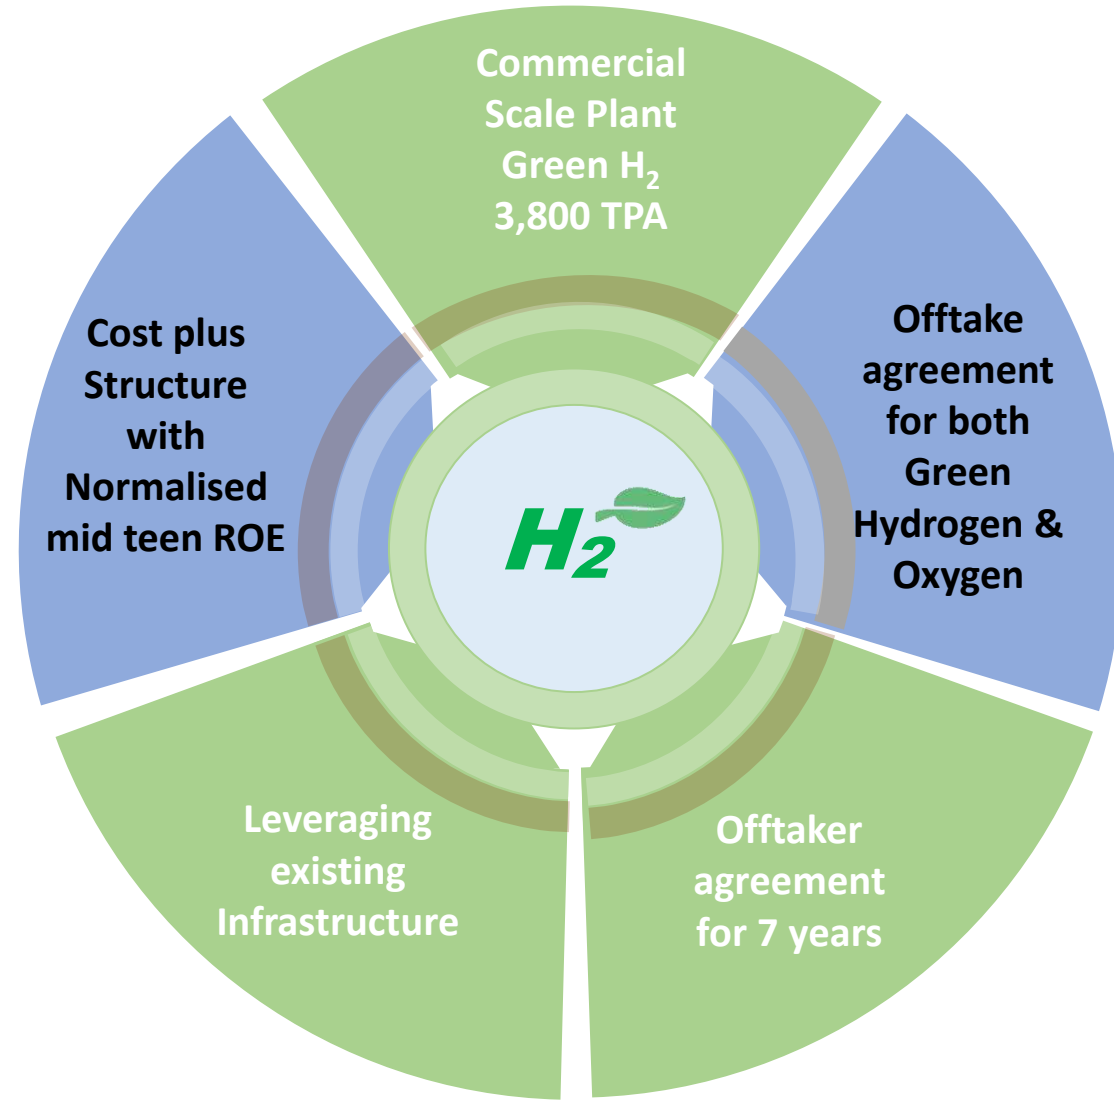 Commercial
Scale Plant
Green H₂
3,800 TPA
Offtake
agreement
for both
Green
Hydrogen &
Oxygen
Offtaker
agreement
for 7 years
Leveraging
existing
Infrastructure
Cost plus
Structure
with
Normalised
mid teen ROE
H₂